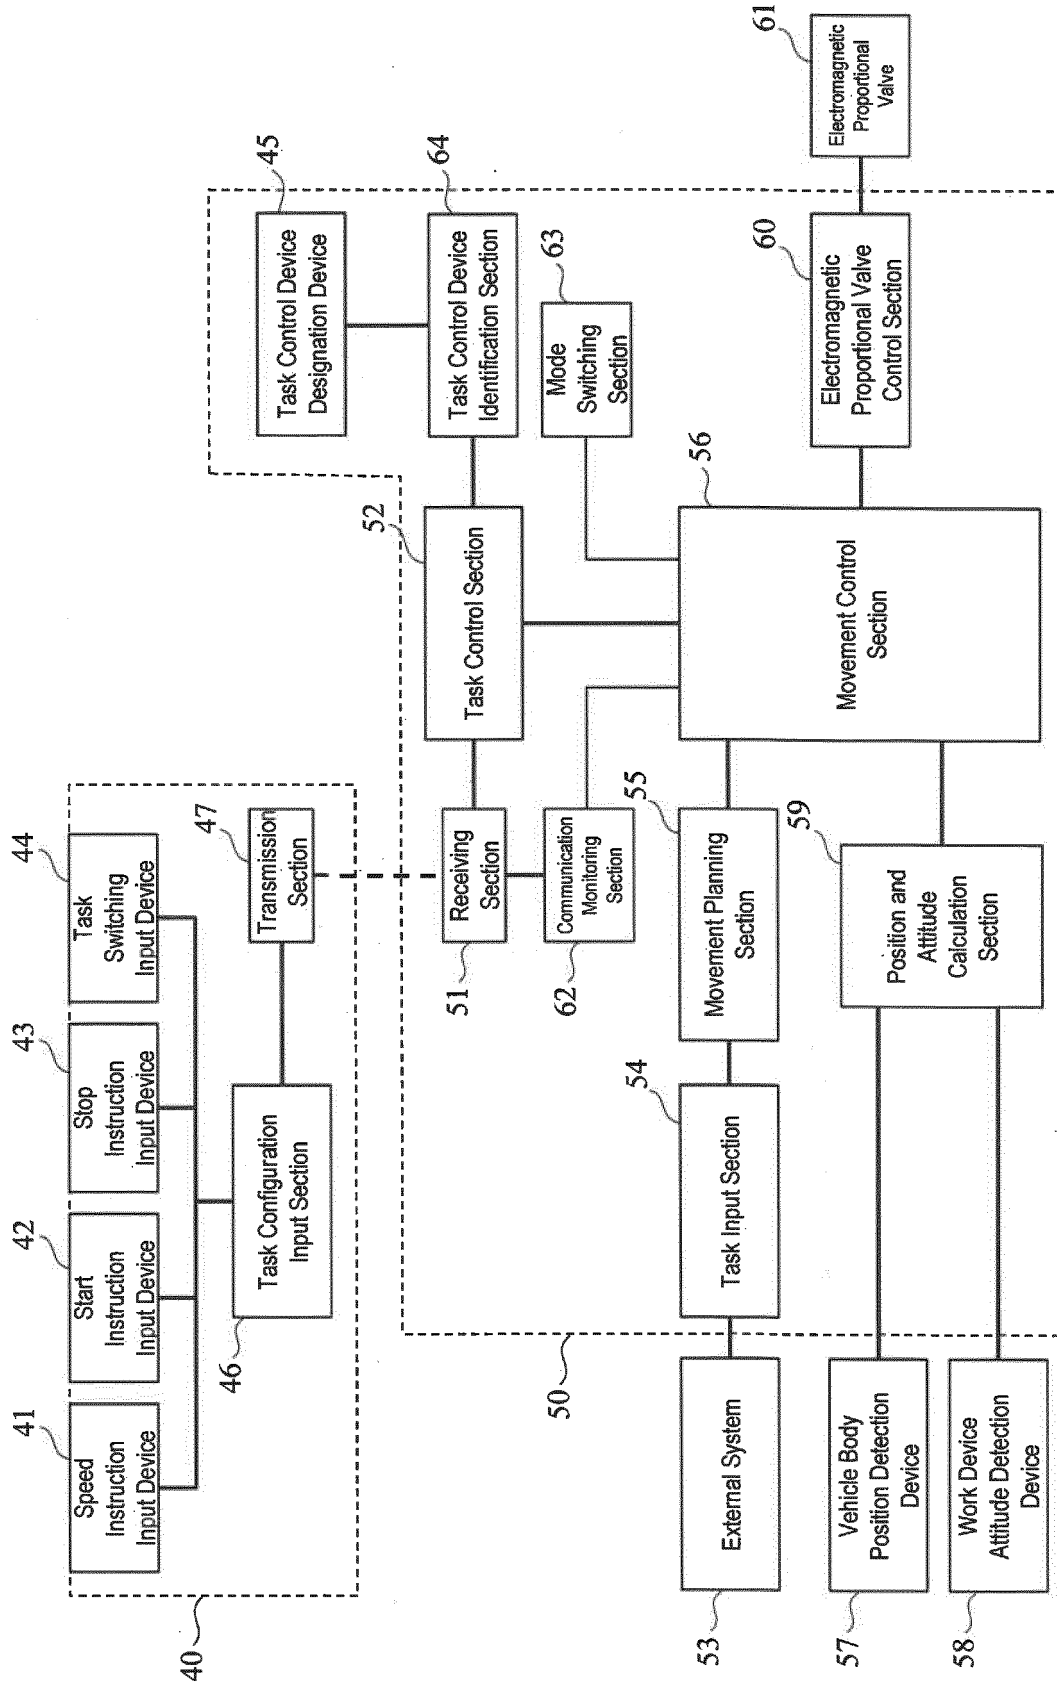 40
41
Speed
Instruction
Input Device
42
Start
Instruction
Input Device
43
Stop
Instruction
Input Device
44
Task
Switching
Input Device
46
Task Configuration
Input Section
47
Transmission
Section
45
Task Control Device
Designation Device
64
Task Control Device
Identification Section
52
Task Control Section
51
Receiving
Section
62
Communication
Monitoring
Section
63
Mode
Switching
Section
50
53
External System
54
Task Input Section
55
Movement Planning
Section
56
Movement Control
Section
60
Electromagnetic
Proportional Valve
Control Section
61
Electromagnetic
Proportional
Valve
57
Vehicle Body
Position Detection
Device
58
Work Device
Attitude Detection
Device
59
Position and
Attitude
Calculation
Section